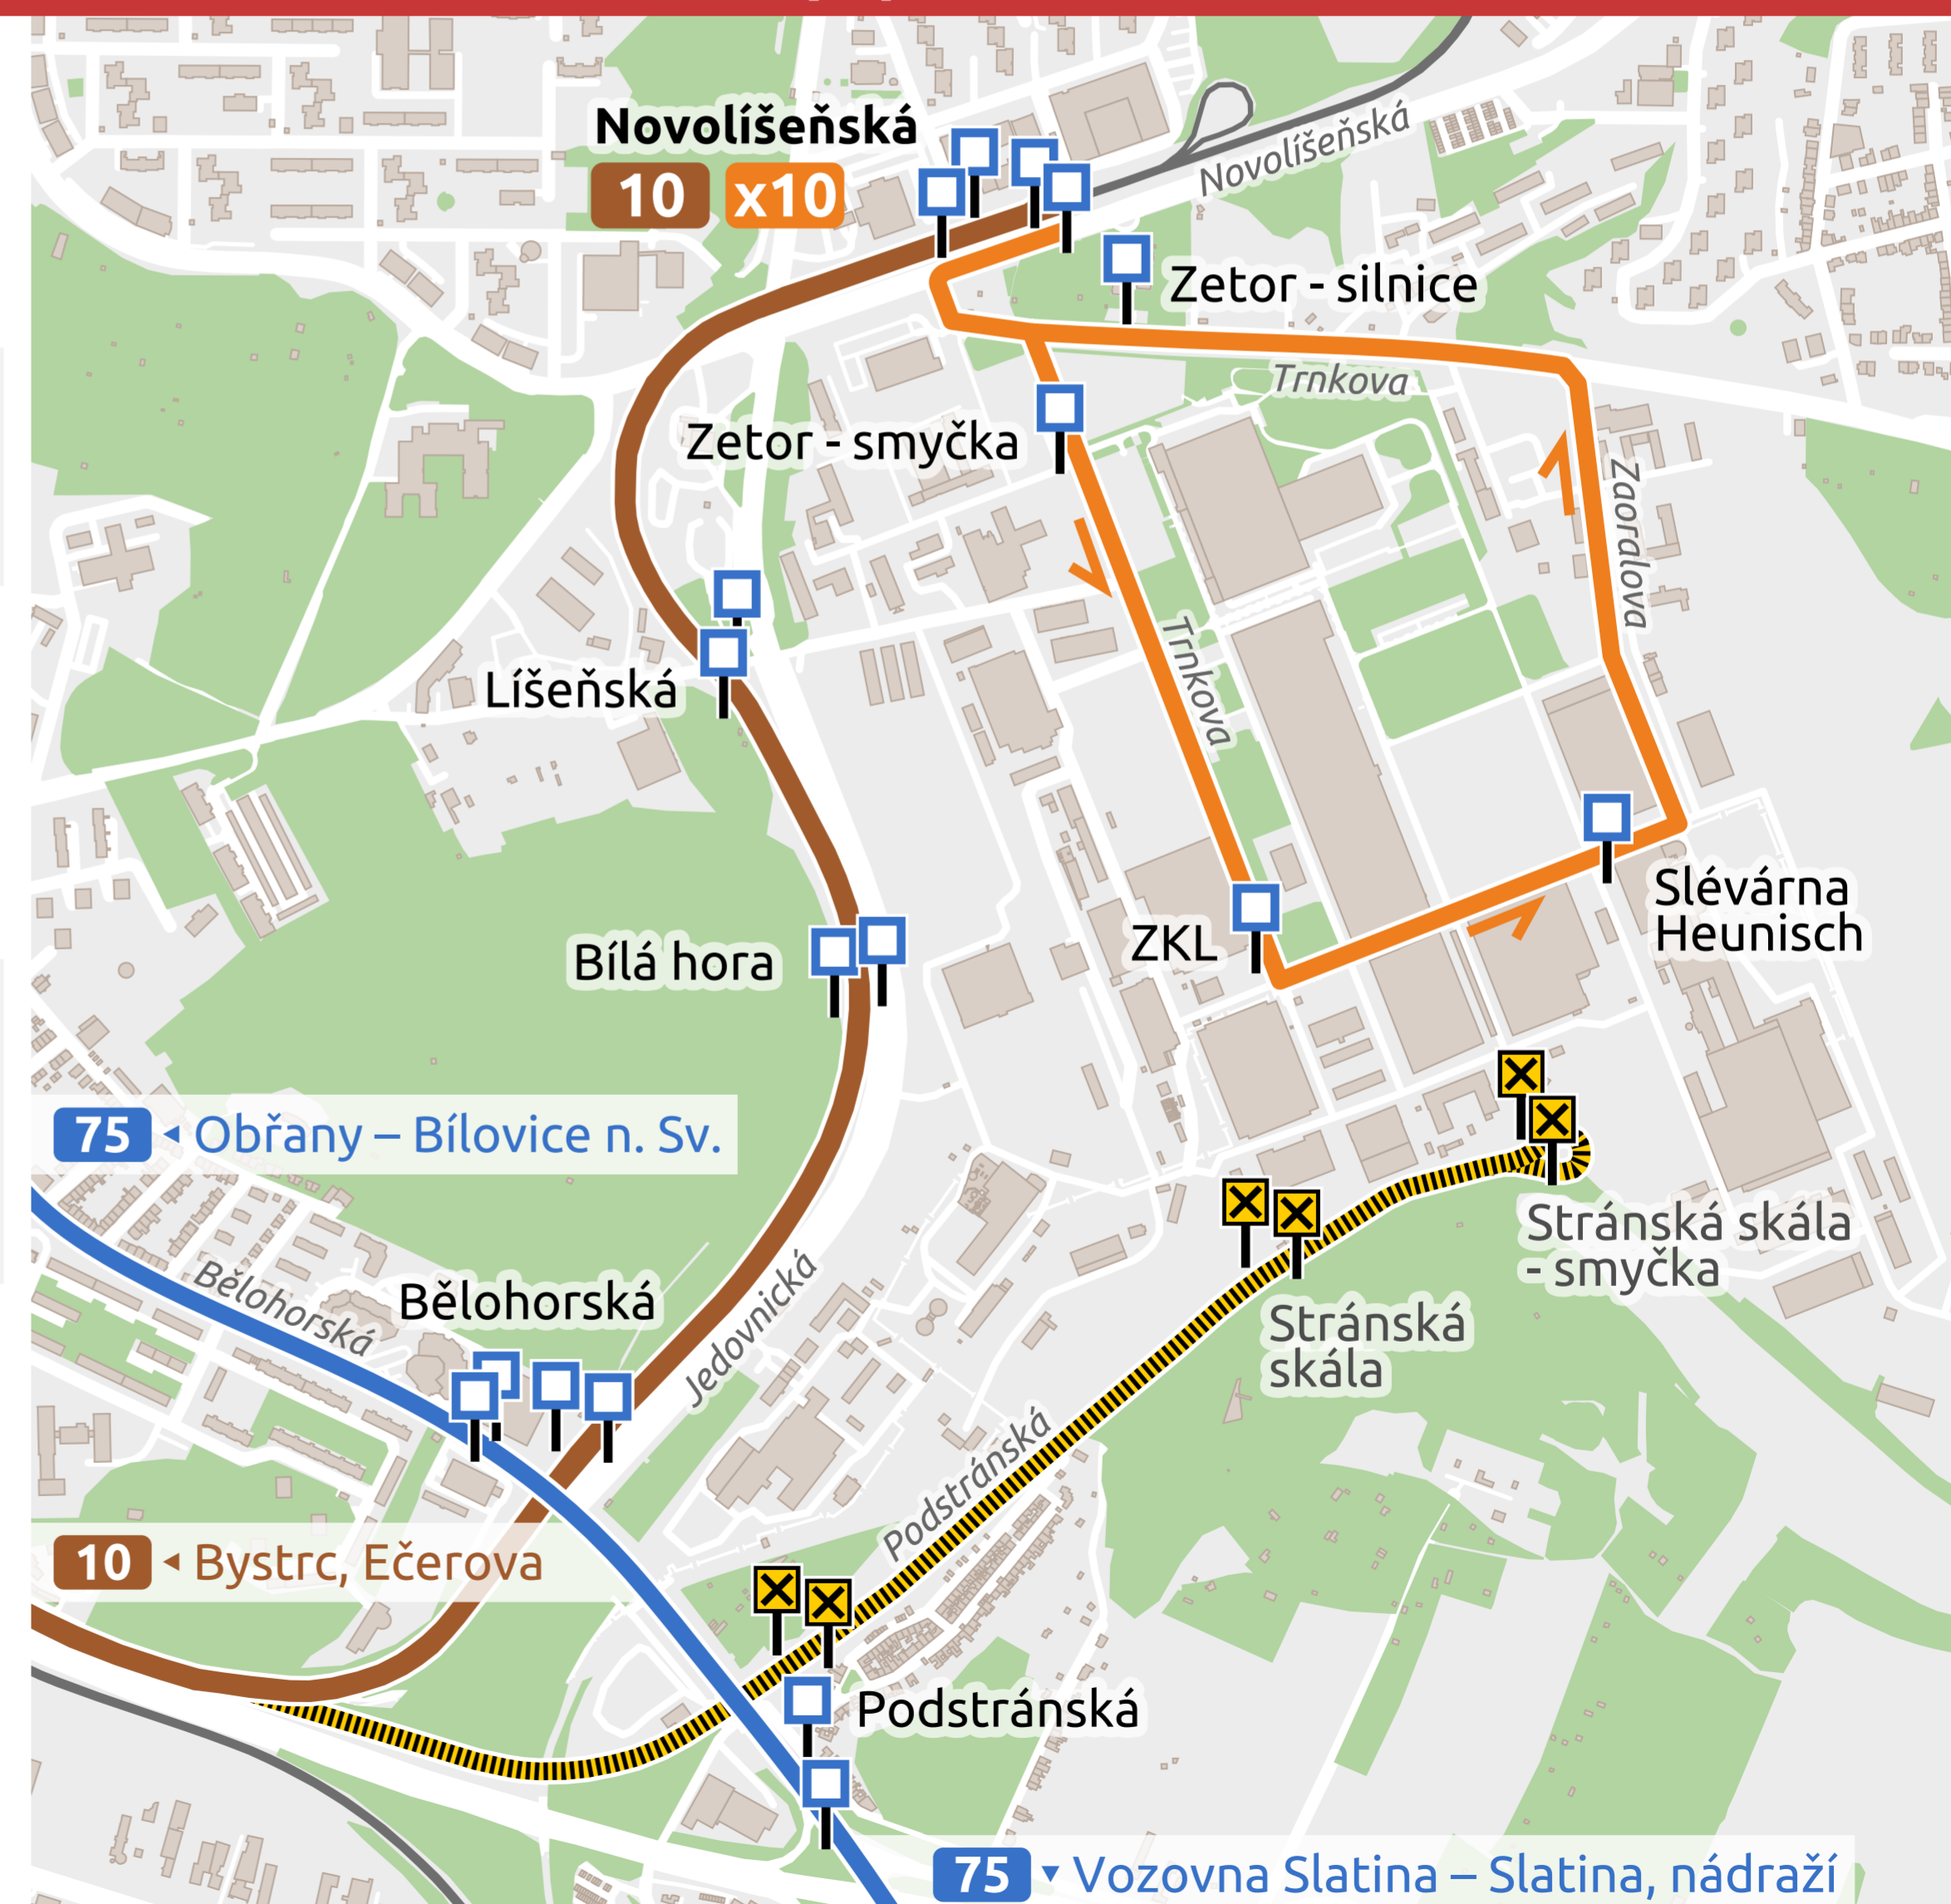 Novolíšeňská
10 x10
Novolíšeňská
Zetor - silnice
Trnkova
Zetor - smyčka
Zaoralova
Trnkova
Líšeňská
Slévárna
Heunisch
ZKL
Bílá hora
75 Obřany – Bílovice n. Sv.
Stránská skála
- smyčka
Bělohorská
Bělohorská
Jedovnická
Stránská
skála
Podstránská
10 Bystrc, Ečerova
Podstránská
75 Vozovna Slatina – Slatina, nádraží